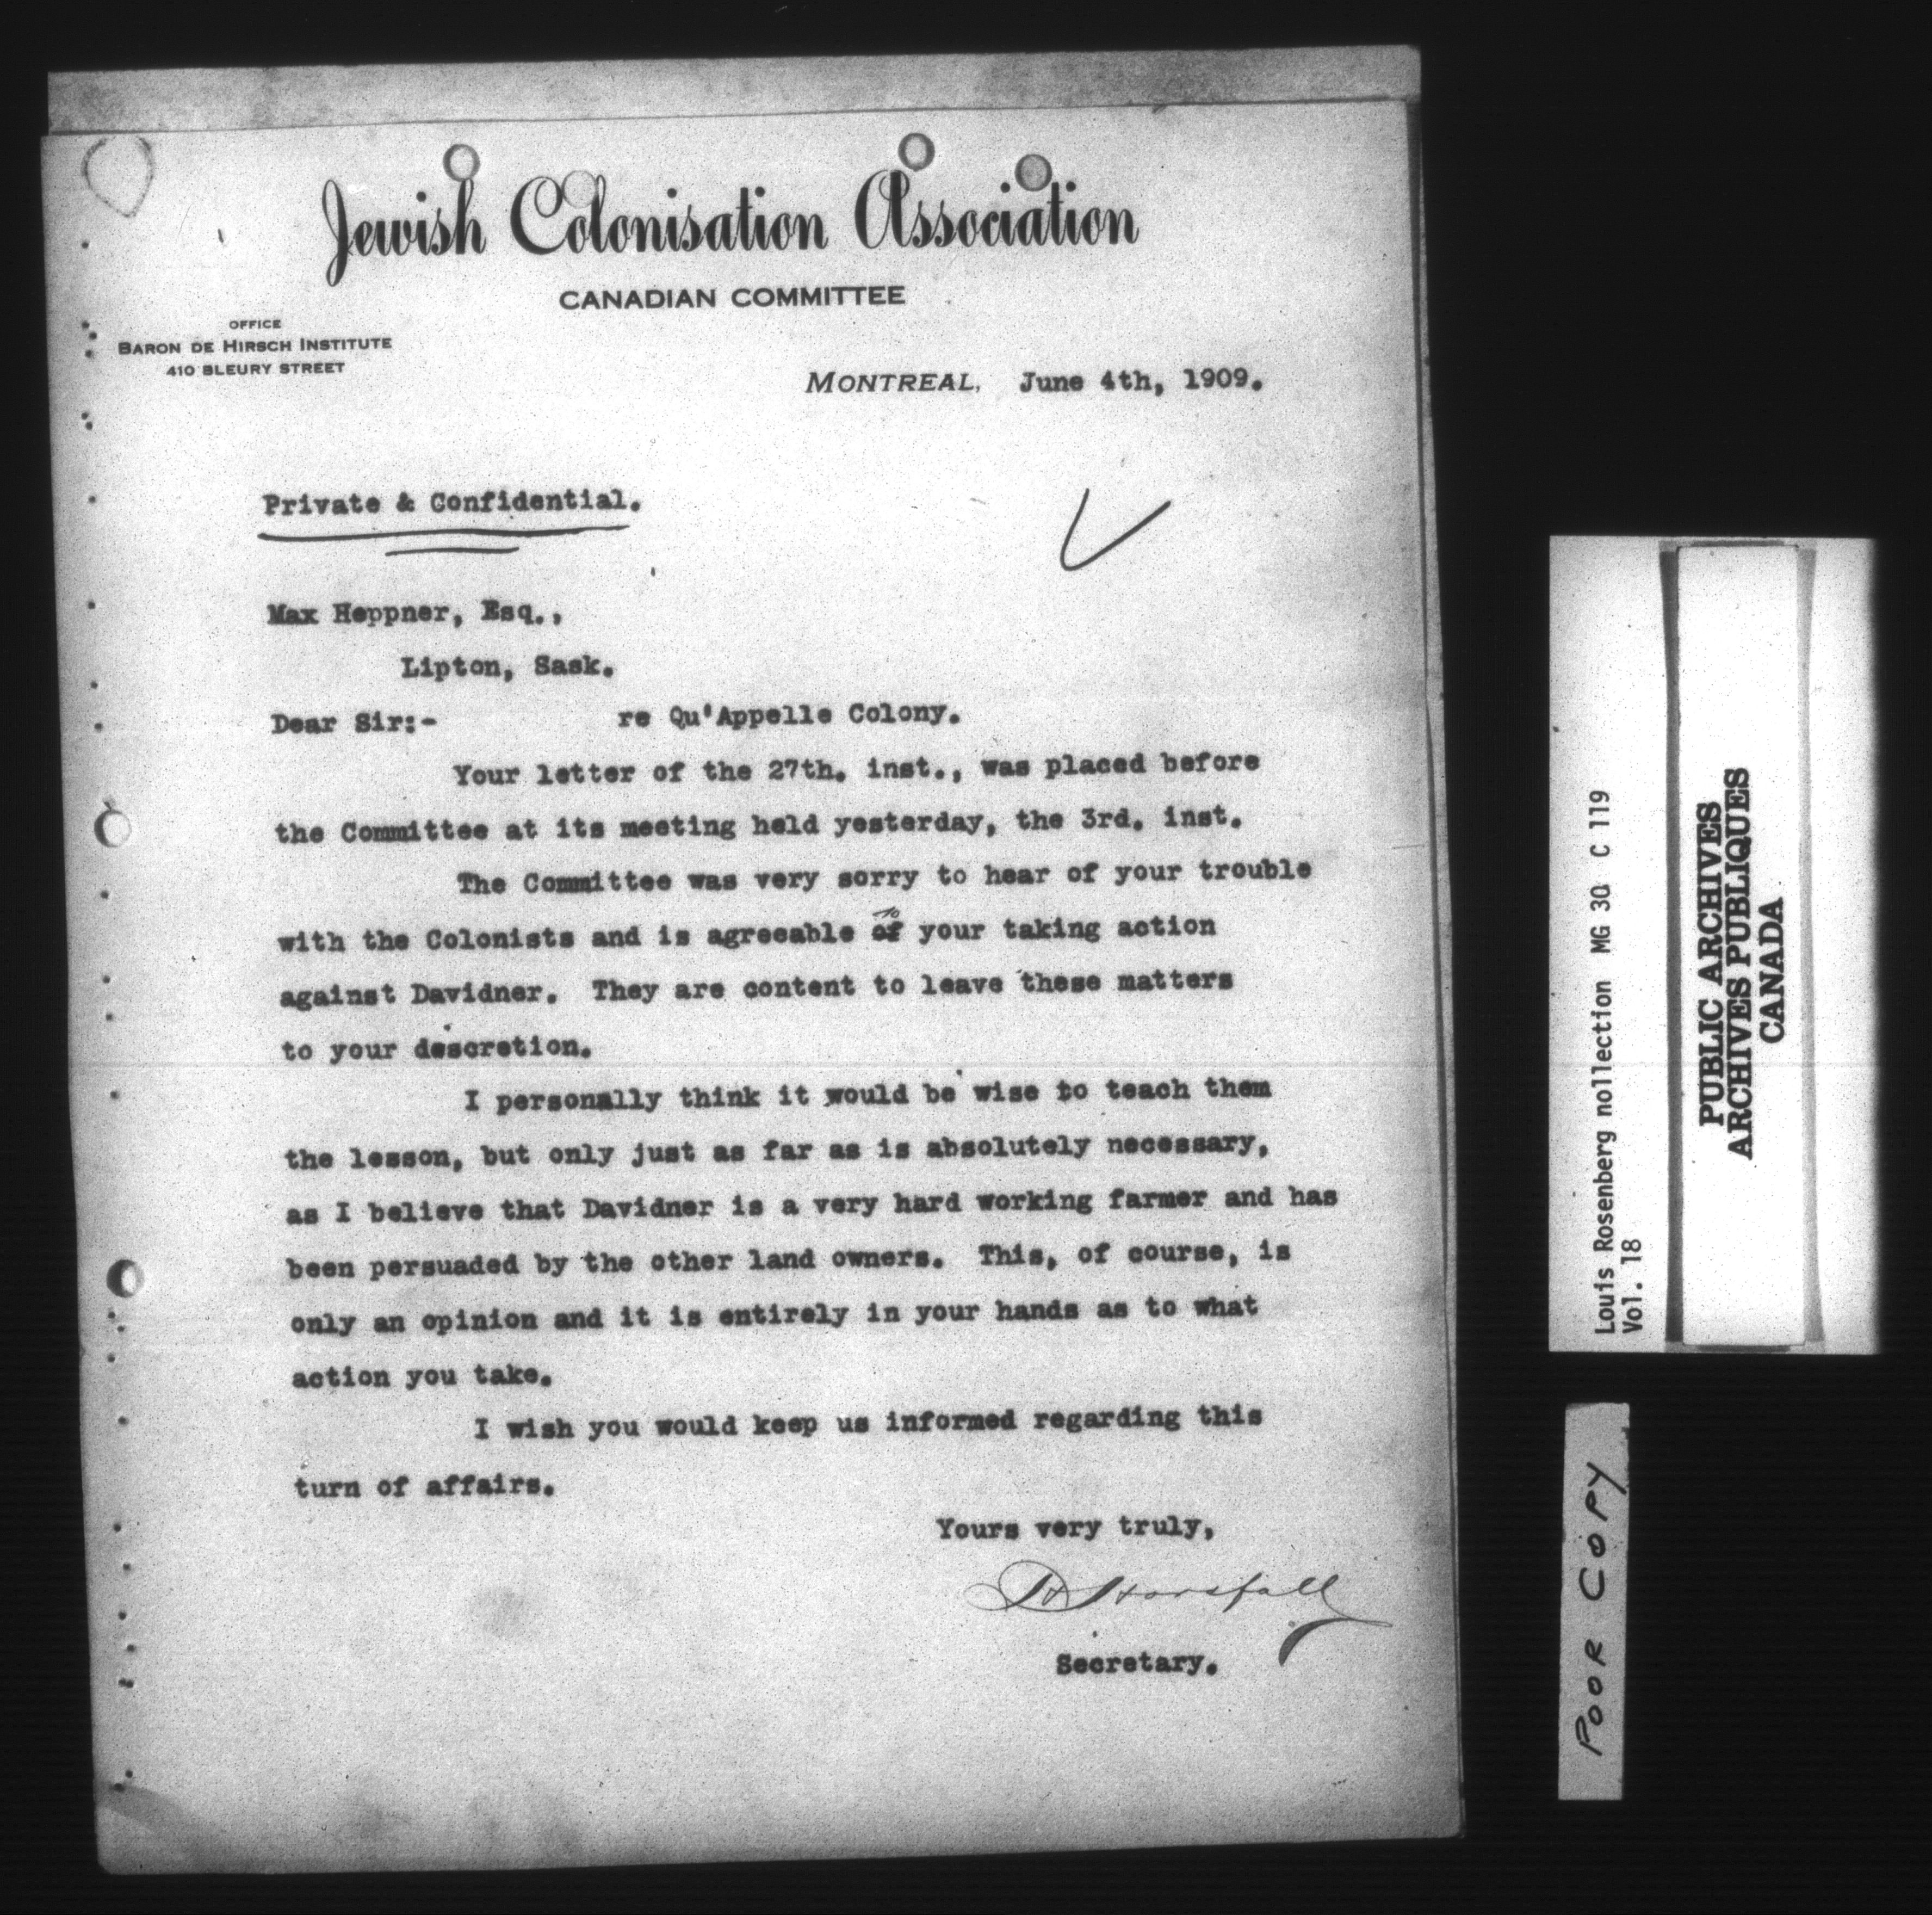 Jewish Colonisation Association
CANADIAN COMMITTEE
OFFICE
BARON DE HIRSCH INSTITUTE
410 BLEURY STREET
MONTREAL, June 4th, 1909.
Private & Confidential.
Max Heppner, Esq.,
Lipton, Sask.
Dear Sir:- re Qu'Appelle Colony.
Your letter of the 27th. inst., was placed before
the Committee at its meeting held yesterday, the 3rd. inst.
The Committee was very sorry to hear of your trouble
to
with the Colonists and is agreeable of your taking action
against Davidner. They are content to leave these matters
to your descretion.
I personally think it would be wise to teach them
the lesson, but only just as far as is absolutely necessary,
as I believe that Davidner is a very hard working farmer and has
been persuaded by the other land owners. This, of course, is
only an opinion and it is entirely in your hands as to what
action you take.
I wish you would keep us informed regarding this
turn of affairs.
Yours very truly,
Horsfall
Secretary.
Louis Rosenberg nollection MG 30 C 119
Vol. 18
PUBLIC ARCHIVES
ARCHIVES PUBLIQUES
CANADA
POOR COPY